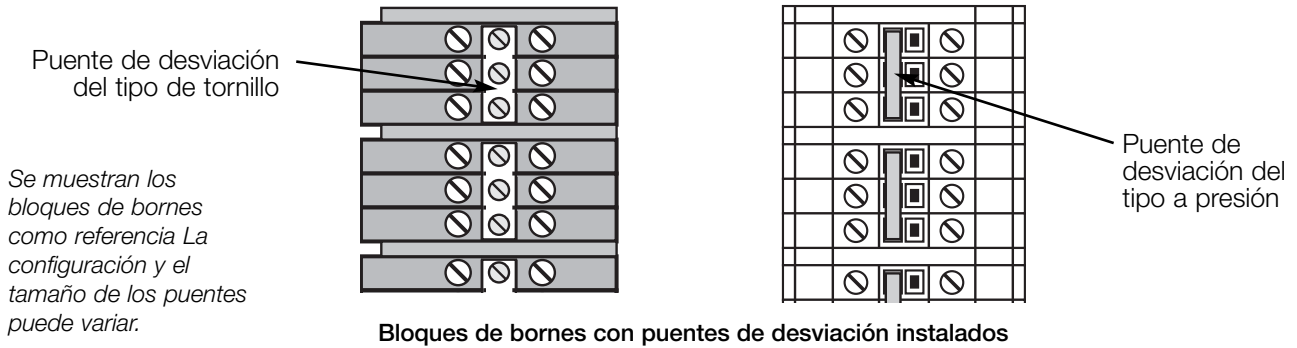 Puente de desviación
del tipo de tornillo
Se muestran los
bloques de bornes
como referencia La
configuración y el
tamaño de los puentes
puede variar.
Puente de
desviación del
tipo a presión
Bloques de bornes con puentes de desviación instalados